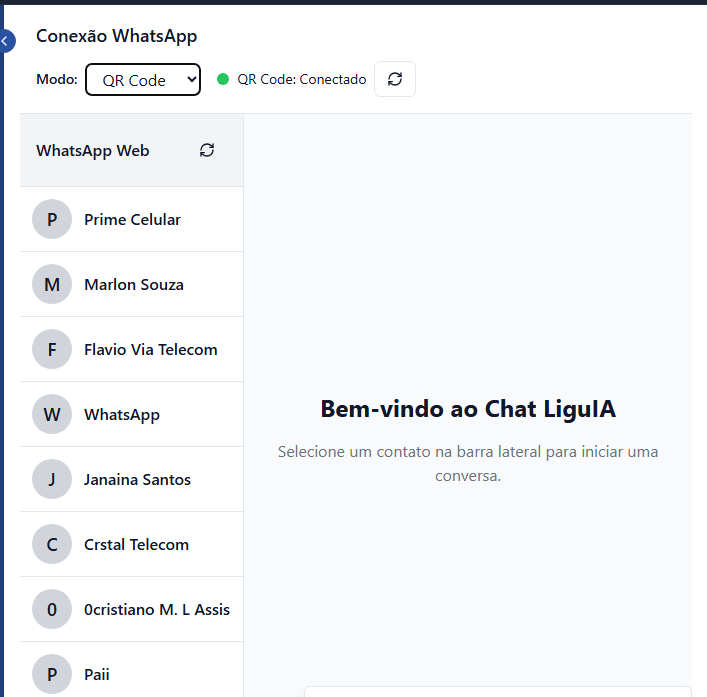 Conexão WhatsApp
Modo: QR Code QR Code: Conectado
WhatsApp Web
P Prime Celular
M Marlon Souza
F Flavio Via Telecom
W WhatsApp
J Janaina Santos
C Crstal Telecom
0 0cristiano M. L Assis
P Paii
Bem-vindo ao Chat LiguIA
Selecione um contato na barra lateral para iniciar uma
conversa.